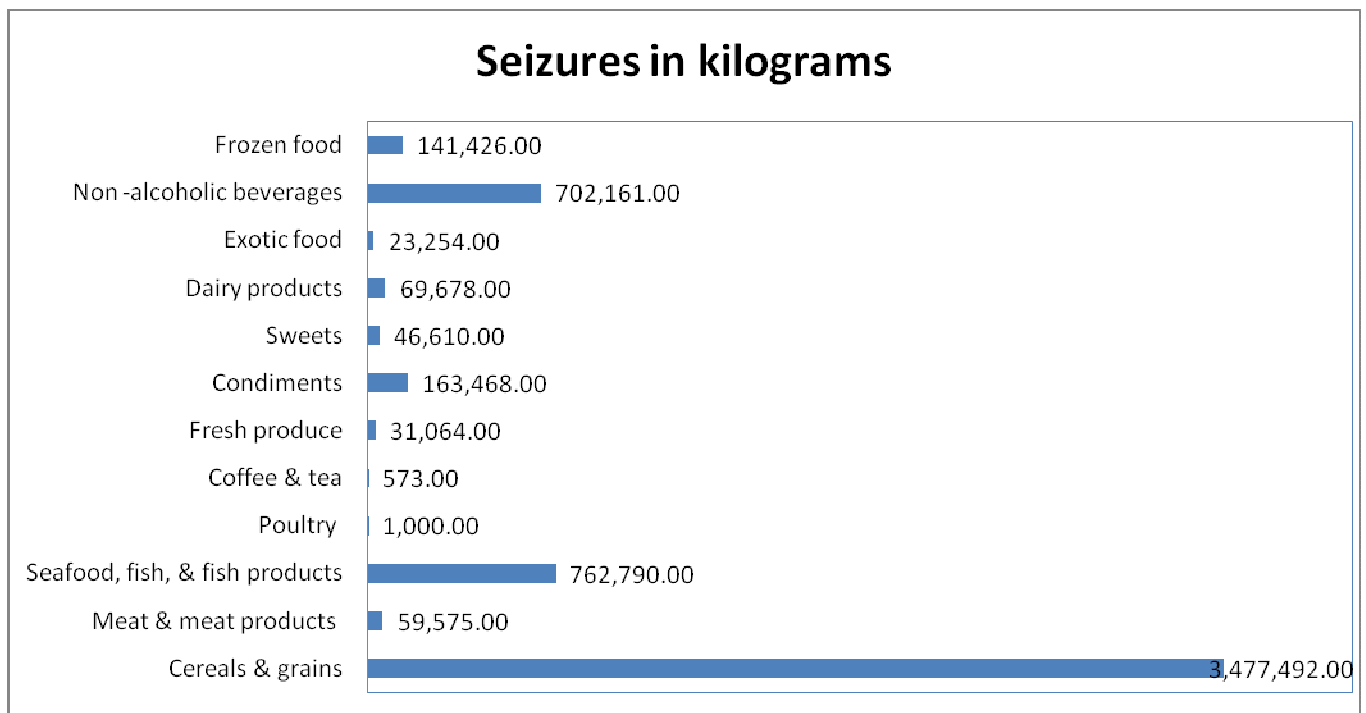 Seizures in kilograms
Frozen food 141,426.00
Non -alcoholic beverages 702,161.00
Exotic food 23,254.00
Dairy products 69,678.00
Sweets 46,610.00
Condiments 163,468.00
Fresh produce 31,064.00
Coffee & tea 573.00
Poultry 1,000.00
Seafood, fish, & fish products 762,790.00
Meat & meat products 59,575.00
Cereals & grains 3,477,492.00